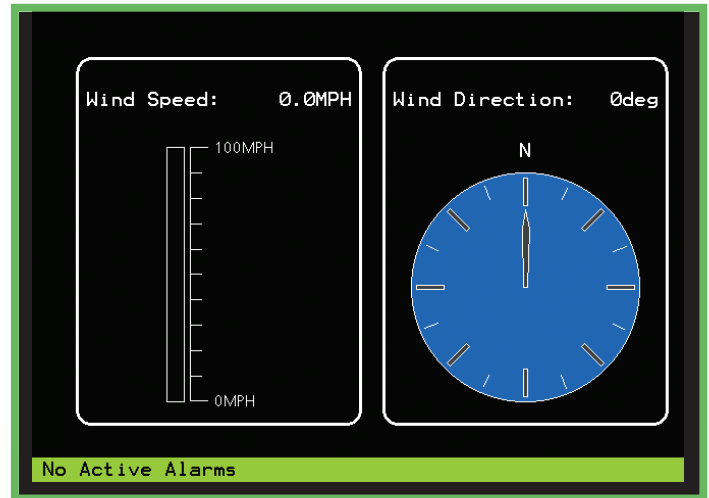 Wind Speed: 0.0MPH
100MPH
0MPH
Wind Direction: 0deg
N
No Active Alarms